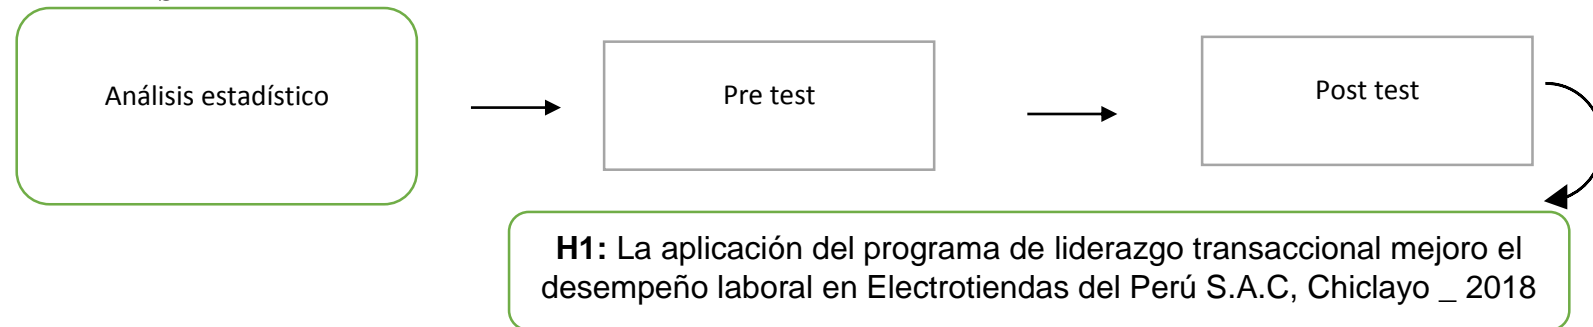 Análisis estadístico
Pre test
Post test
H1: La aplicación del programa de liderazgo transaccional mejoro el
desempeño laboral en Electrotiendas del Perú S.A.C, Chiclayo _ 2018